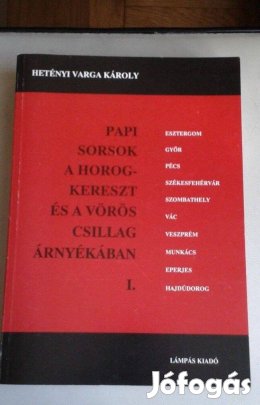 HETÉNYI VARGA KÁROLY
PAPI
SORSOK
A HOROG-
KERESZT
ÉS A VÖRÖS
CSILLAG
ÁRNYÉKÁBAN
I.
ESZTERGOM
GYŐR
PÉCS
SZÉKESFEHÉRVÁR
SZOMBATHELY
VÁC
VESZPRÉM
MUNKÁCS
EPERJES
HAJDÚDOROG
LÁMPÁS KIADÓ
Jófogás